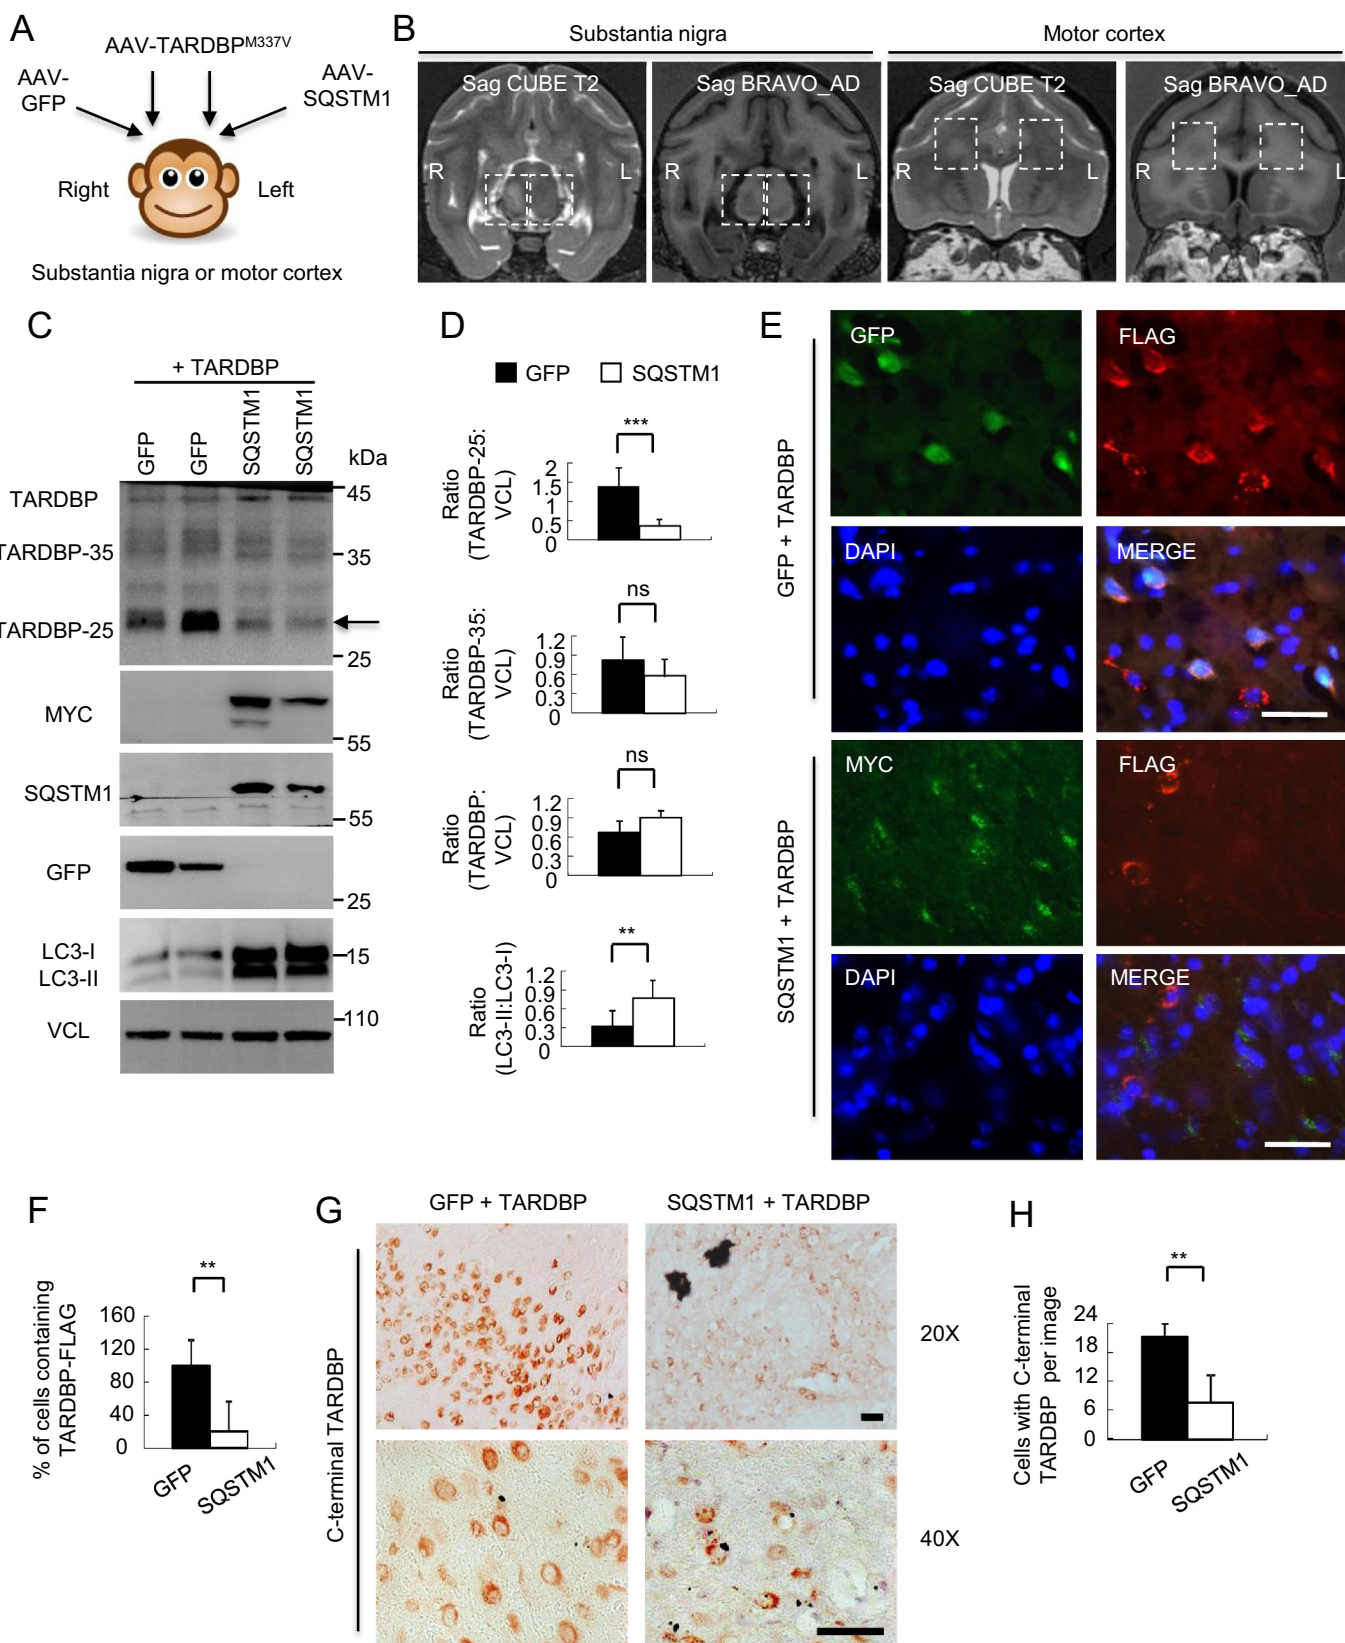 A
AAV-TARDBPM337V
AAV-
GFP
AAV-
SQSTM1
Right
Left
Substantia nigra or motor cortex
B
Substantia nigra
Motor cortex
Sag CUBE T2
Sag BRAVO_AD
Sag CUBE T2
Sag BRAVO_AD
R
L
R
L
R
L
R
L
C
+ TARDBP
GFP
GFP
SQSTM1
SQSTM1
kDa
TARDBP
45
TARDBP-35
35
TARDBP-25
25
MYC
55
SQSTM1
55
GFP
25
LC3-I
15
LC3-II
VCL
110
D
GFP
SQSTM1
***
Ratio
(TARDBP-25:
VCL)
2
1.5
0.5
0
ns
Ratio
(TARDBP-35:
VCL)
1.2
0.9
0.6
0.3
0
ns
Ratio
(TARDBP:
VCL)
1.2
0.9
0.6
0.3
0
**
Ratio
(LC3-II:LC3-I)
1.2
0.9
0.6
0.3
0
E
GFP + TARDBP
GFP
FLAG
DAPI
MERGE
SQSTM1 + TARDBP
MYC
FLAG
DAPI
MERGE
F
**
% of cells containing
TARDBP-FLAG
160
120
80
40
0
GFP
SQSTM1
G
GFP + TARDBP
SQSTM1 + TARDBP
C-terminal TARDBP
20X
40X
H
**
Cells with C-terminal
TARDBP per image
24
18
12
6
0
GFP
SQSTM1